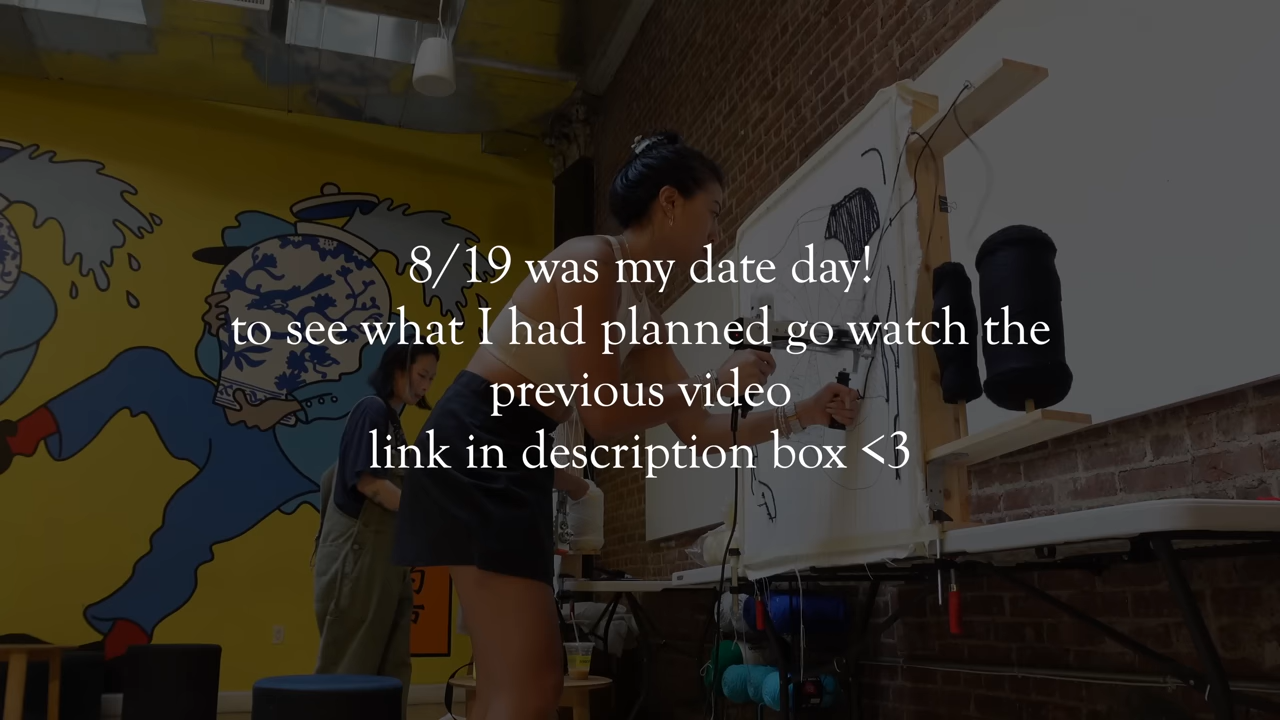 8/19 was my date day!
to see what I had planned go watch the
previous video
link in description box <3